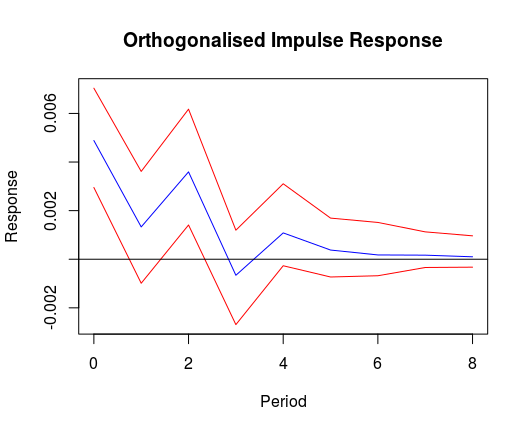 Orthogonalised Impulse Response
Response
0.006
0.002
-0.002
0 2 4 6 8
Period